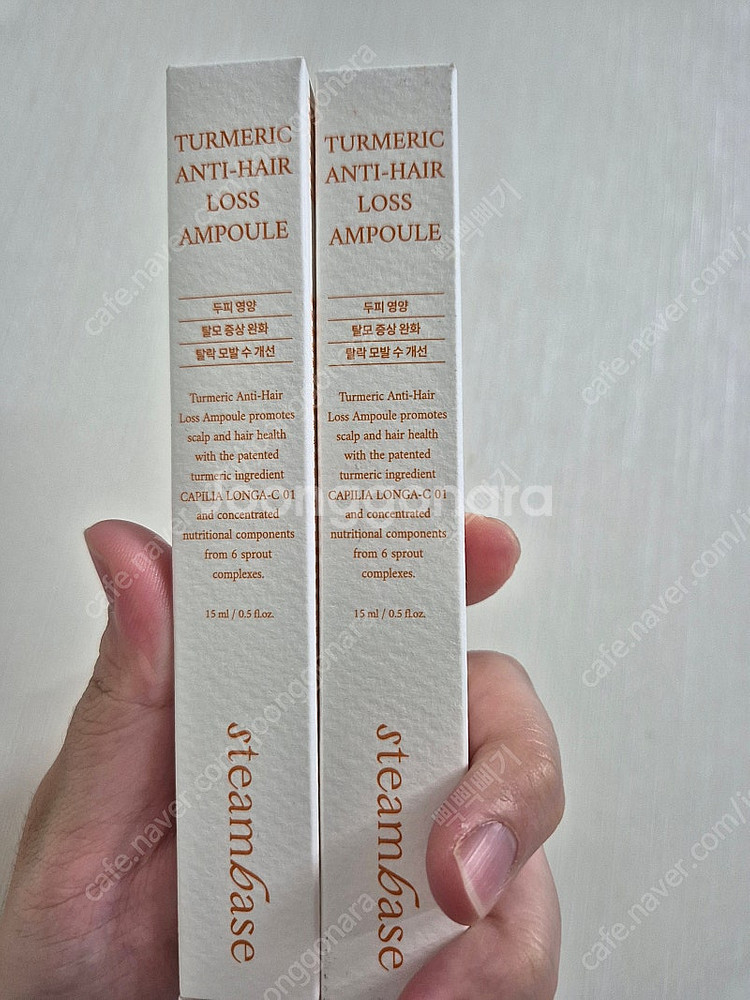 TURMERIC
ANTI-HAIR
LOSS
AMPOULE
두피 영양
탈모 증상 완화
탈락 모발 수 개선
Turmeric Anti-Hair
Loss Ampoule promotes
scalp and hair health
with the patented
turmeric ingredient
CAPILIA LONGA-C 01
and concentrated
nutritional components
from 6 sprout
complexes.
15 ml / 0.5 fl.oz.
steambase
TURMERIC
ANTI-HAIR
LOSS
AMPOULE
두피 영양
탈모 증상 완화
탈락 모발 수 개선
Turmeric Anti-Hair
Loss Ampoule promotes
scalp and hair health
with the patented
turmeric ingredient
CAPILIA LONGA-C 01
and concentrated
nutritional components
from 6 sprout
complexes.
15 ml / 0.5 fl.oz.
steambase
Joonggonara
cafe.naver.com/j
cafe.naver.com/j
cafe.naver.com/j